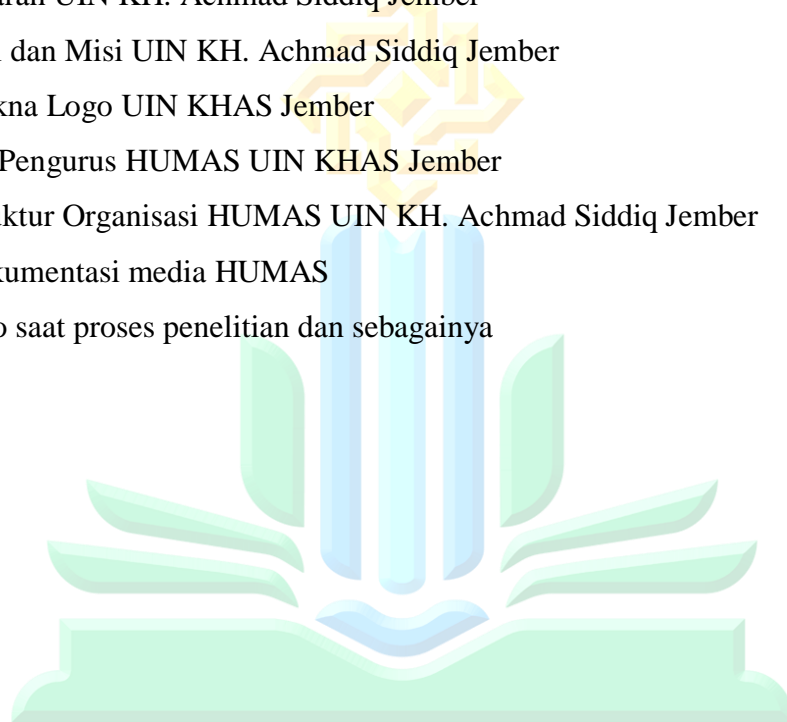 UIN KH. Achmad Siddiq Jember
dan Misi UIN KH. Achmad Siddiq Jember
kna Logo UIN KHAS Jember
Pengurus HUMAS UIN KHAS Jember
ktur Organisasi HUMAS UIN KH. Achmad Siddiq Jember
kumentasi media HUMAS
o saat proses penelitian dan sebagainya